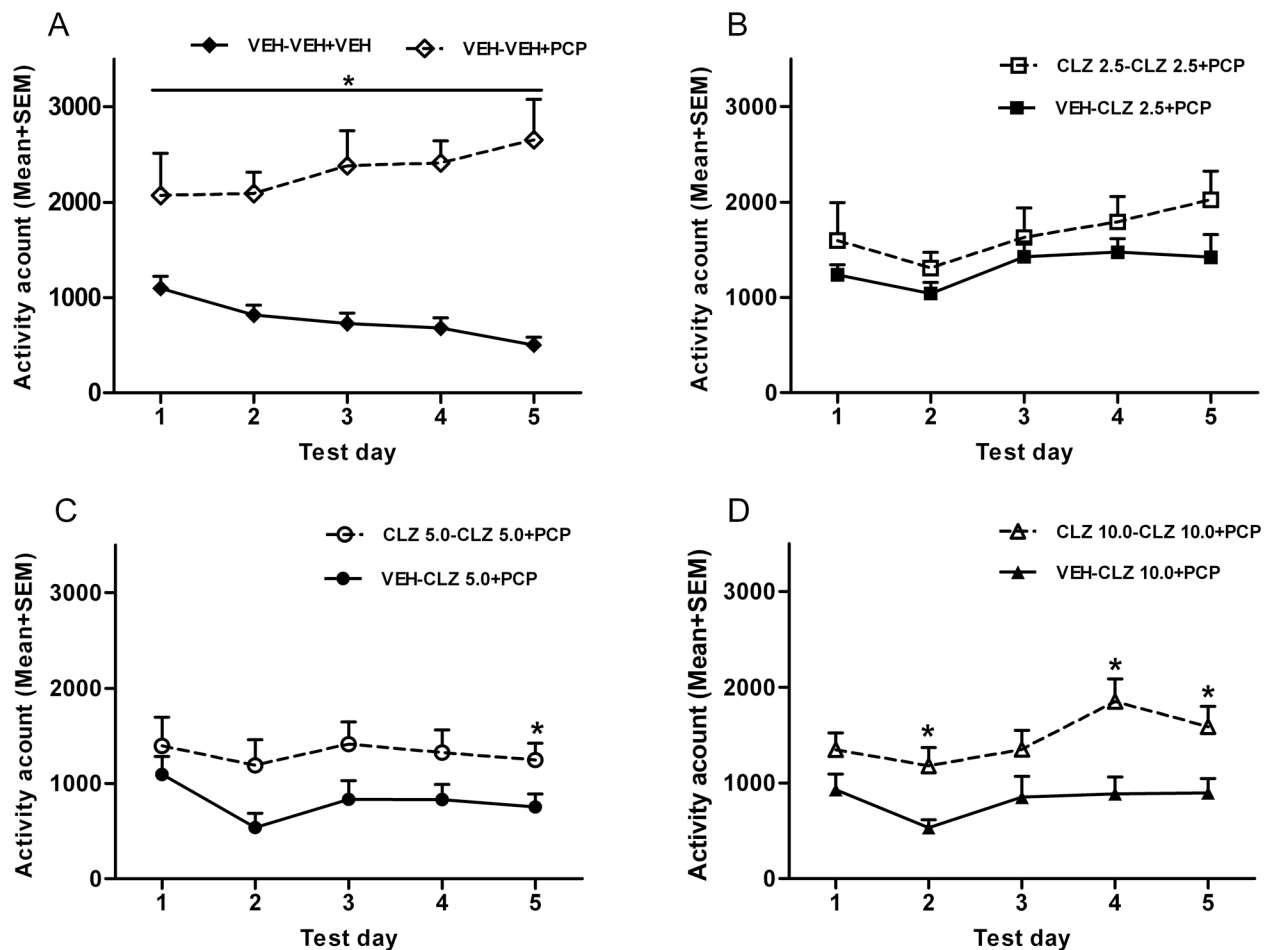 A
VEH-VEH+VEH
VEH-VEH+PCP
*
Activity acount (Mean+SEM)
3000
2000
1000
0
1 2 3 4 5
Test day
B
CLZ 2.5-CLZ 2.5+PCP
VEH-CLZ 2.5+PCP
Activity acount (Mean+SEM)
3000
2000
1000
0
1 2 3 4 5
Test day
C
CLZ 5.0-CLZ 5.0+PCP
VEH-CLZ 5.0+PCP
Activity acount (Mean+SEM)
3000
2000
1000
0
*
1 2 3 4 5
Test day
D
CLZ 10.0-CLZ 10.0+PCP
VEH-CLZ 10.0+PCP
Activity acount (Mean+SEM)
3000
2000
1000
0
* * *
1 2 3 4 5
Test day